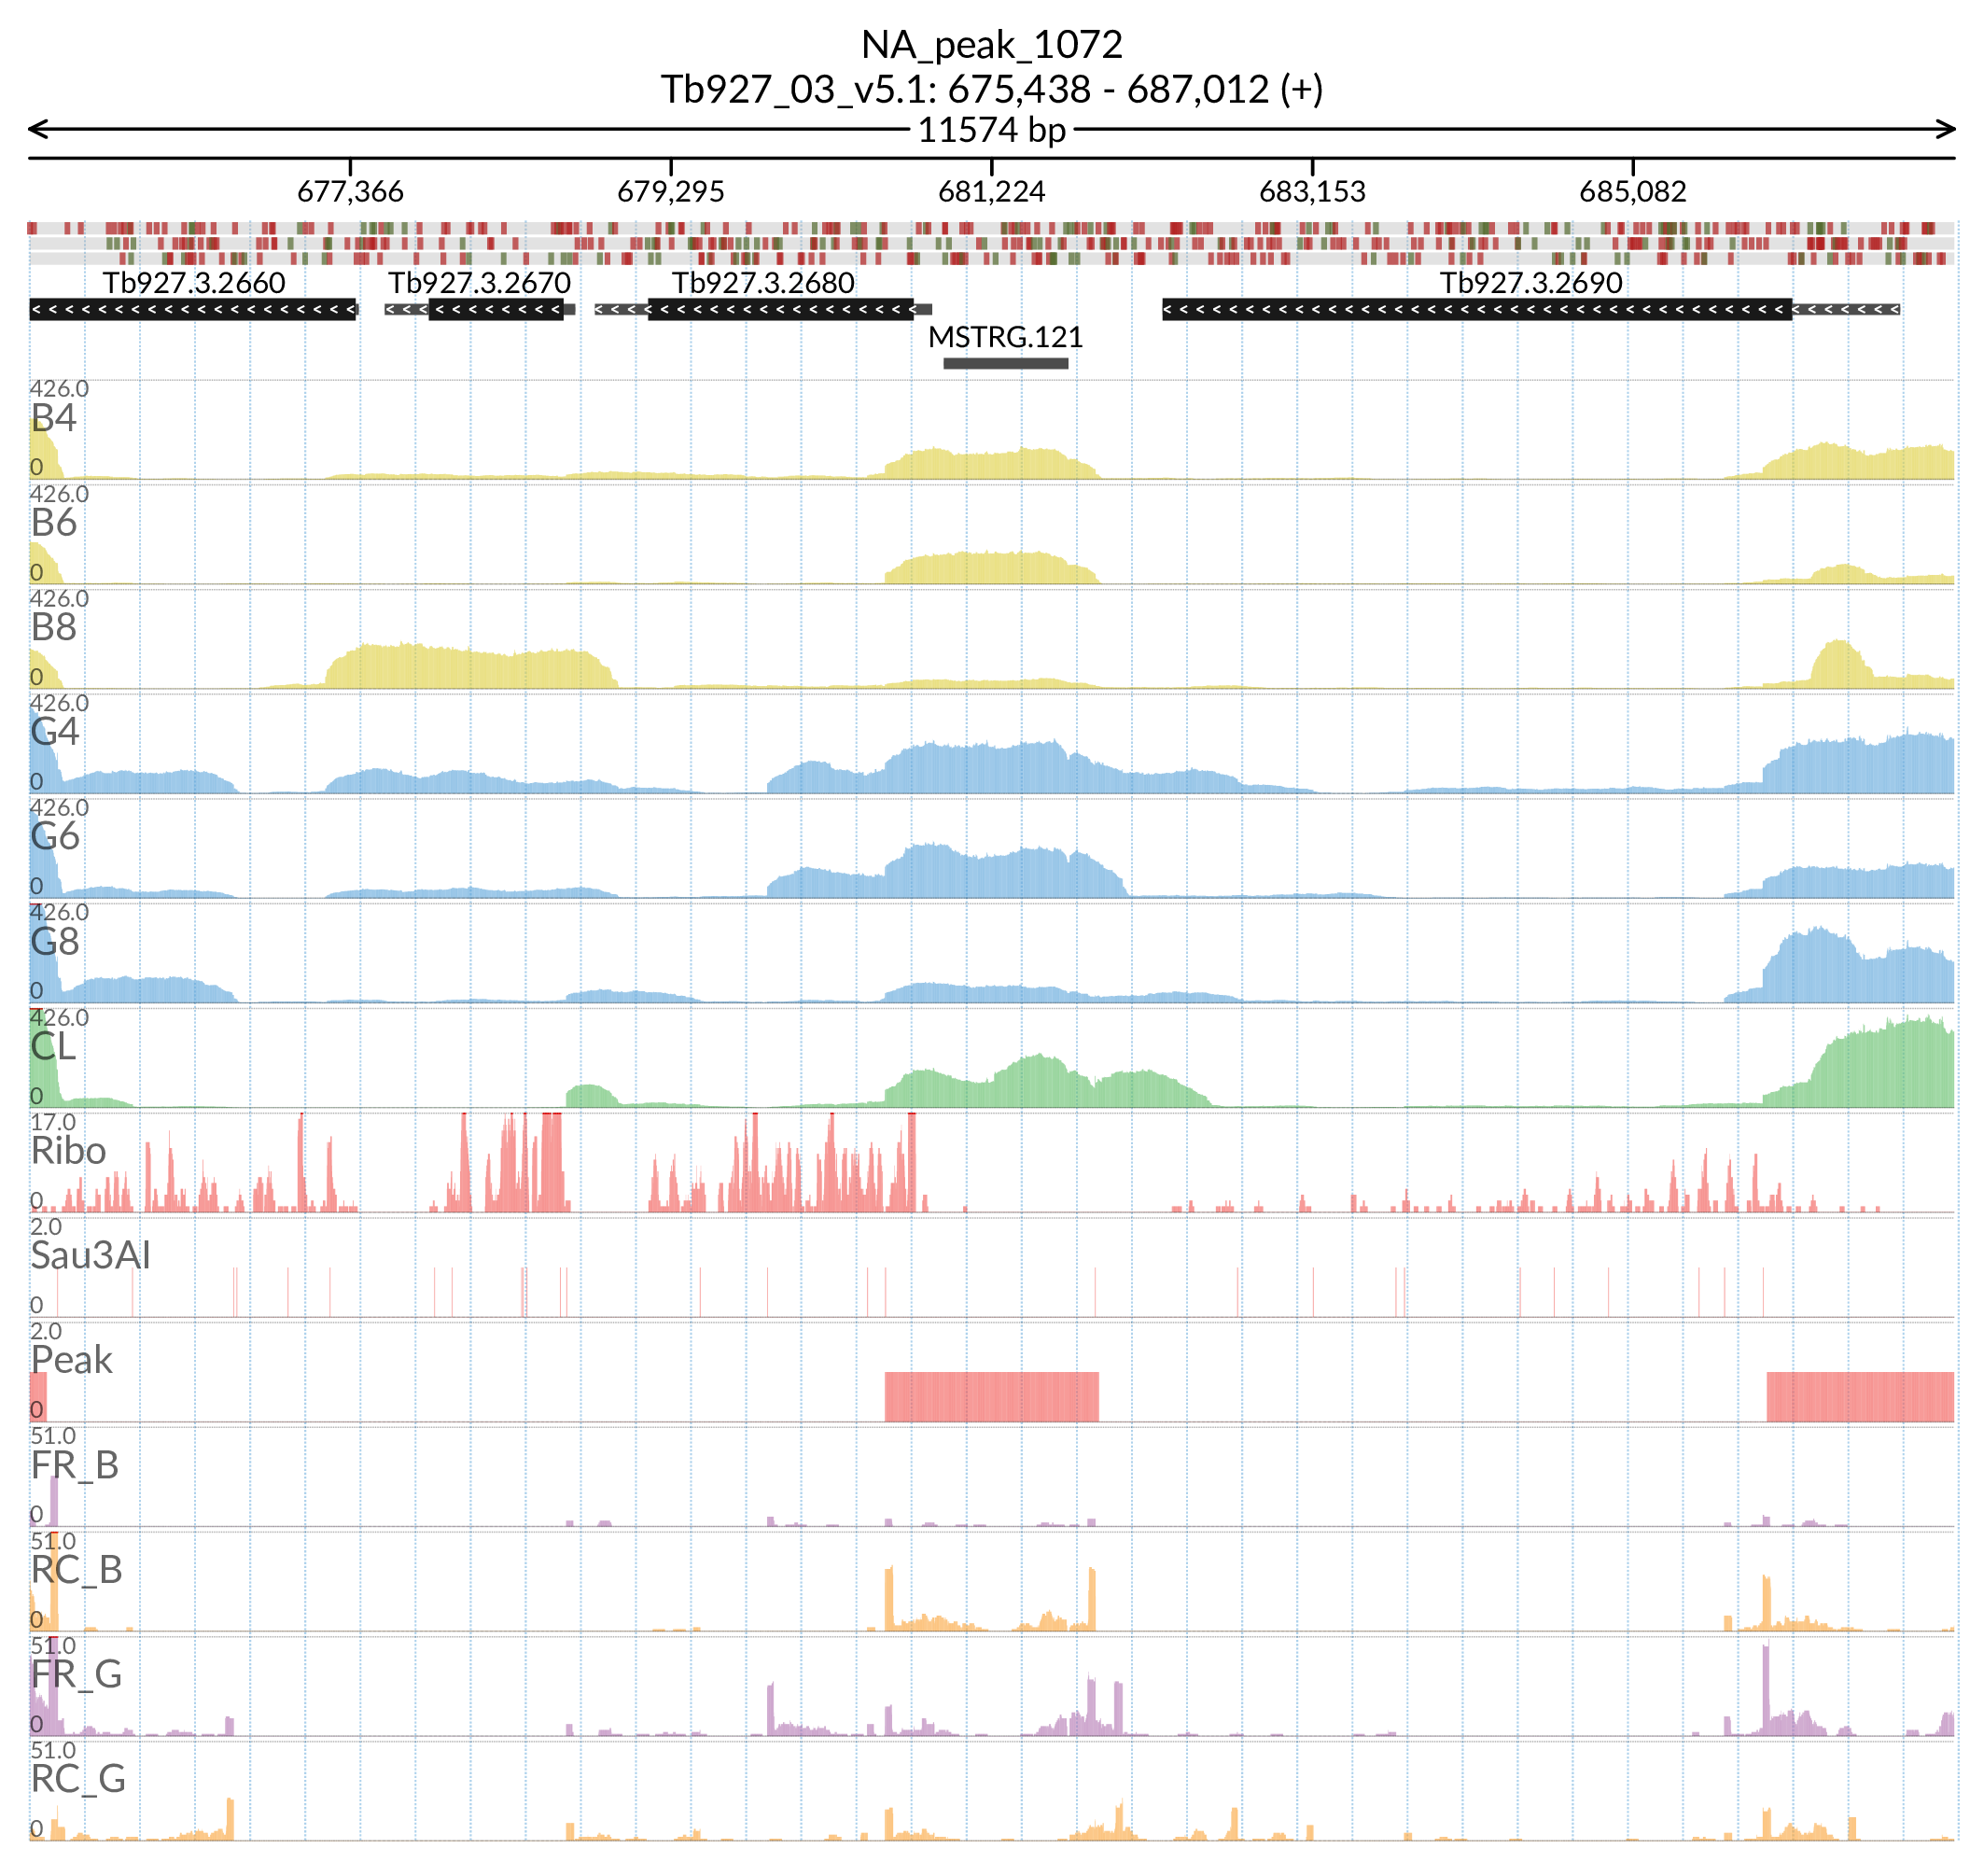 NA_peak_1072
Tb927_03_v5.1: 675,438 - 687,012 (+)
11574 bp
677,366 679,295 681,224 683,153 685,082
Tb927.3.2660 Tb927.3.2670 Tb927.3.2680 Tb927.3.2690
MSTRG.121
426.0
B4
0
426.0
B6
0
426.0
B8
0
426.0
G4
0
426.0
G6
0
426.0
G8
0
426.0
CL
0
17.0
Ribo
0
2.0
Sau3AI
0
2.0
Peak
0
51.0
FR_B
0
51.0
RC_B
0
51.0
FR_G
0
51.0
RC_G
0